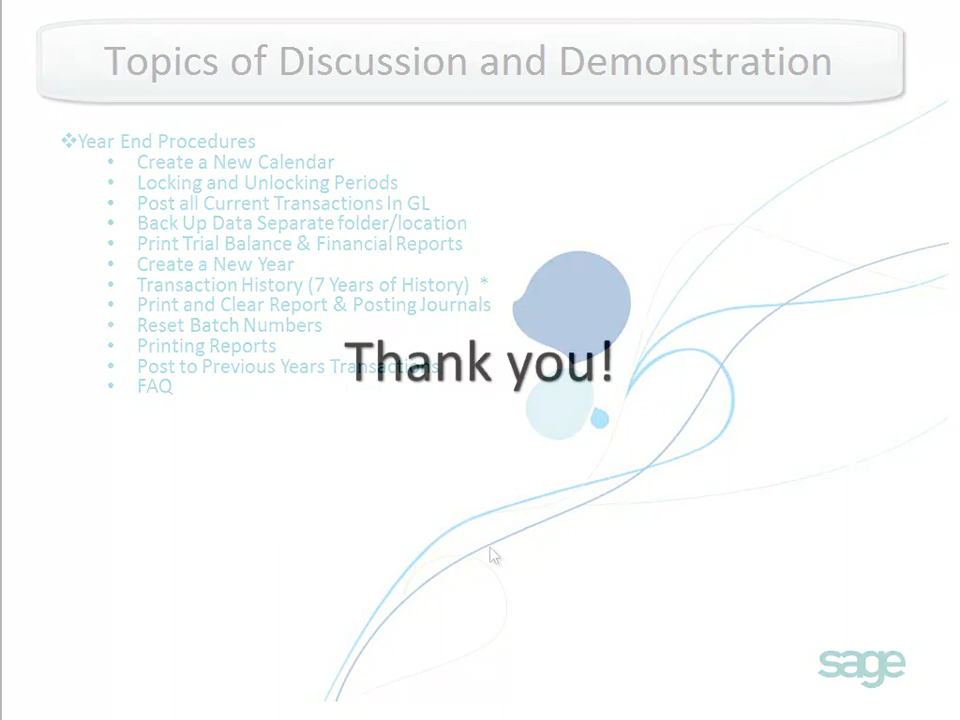 Topics of Discussion and Demonstration
❖Year End Procedures
• Create a New Calendar
• Locking and Unlocking Periods
• Post all Current Transactions In GL
• Back Up Data Separate folder/location
• Print Trial Balance & Financial Reports
• Create a New Year
• Transaction History (7 Years of History) *
• Print and Clear Report & Posting Journals
• Reset Batch Numbers
• Printing Reports
• Post to Previous Years Transactions
• FAQ
Thank you!
sage